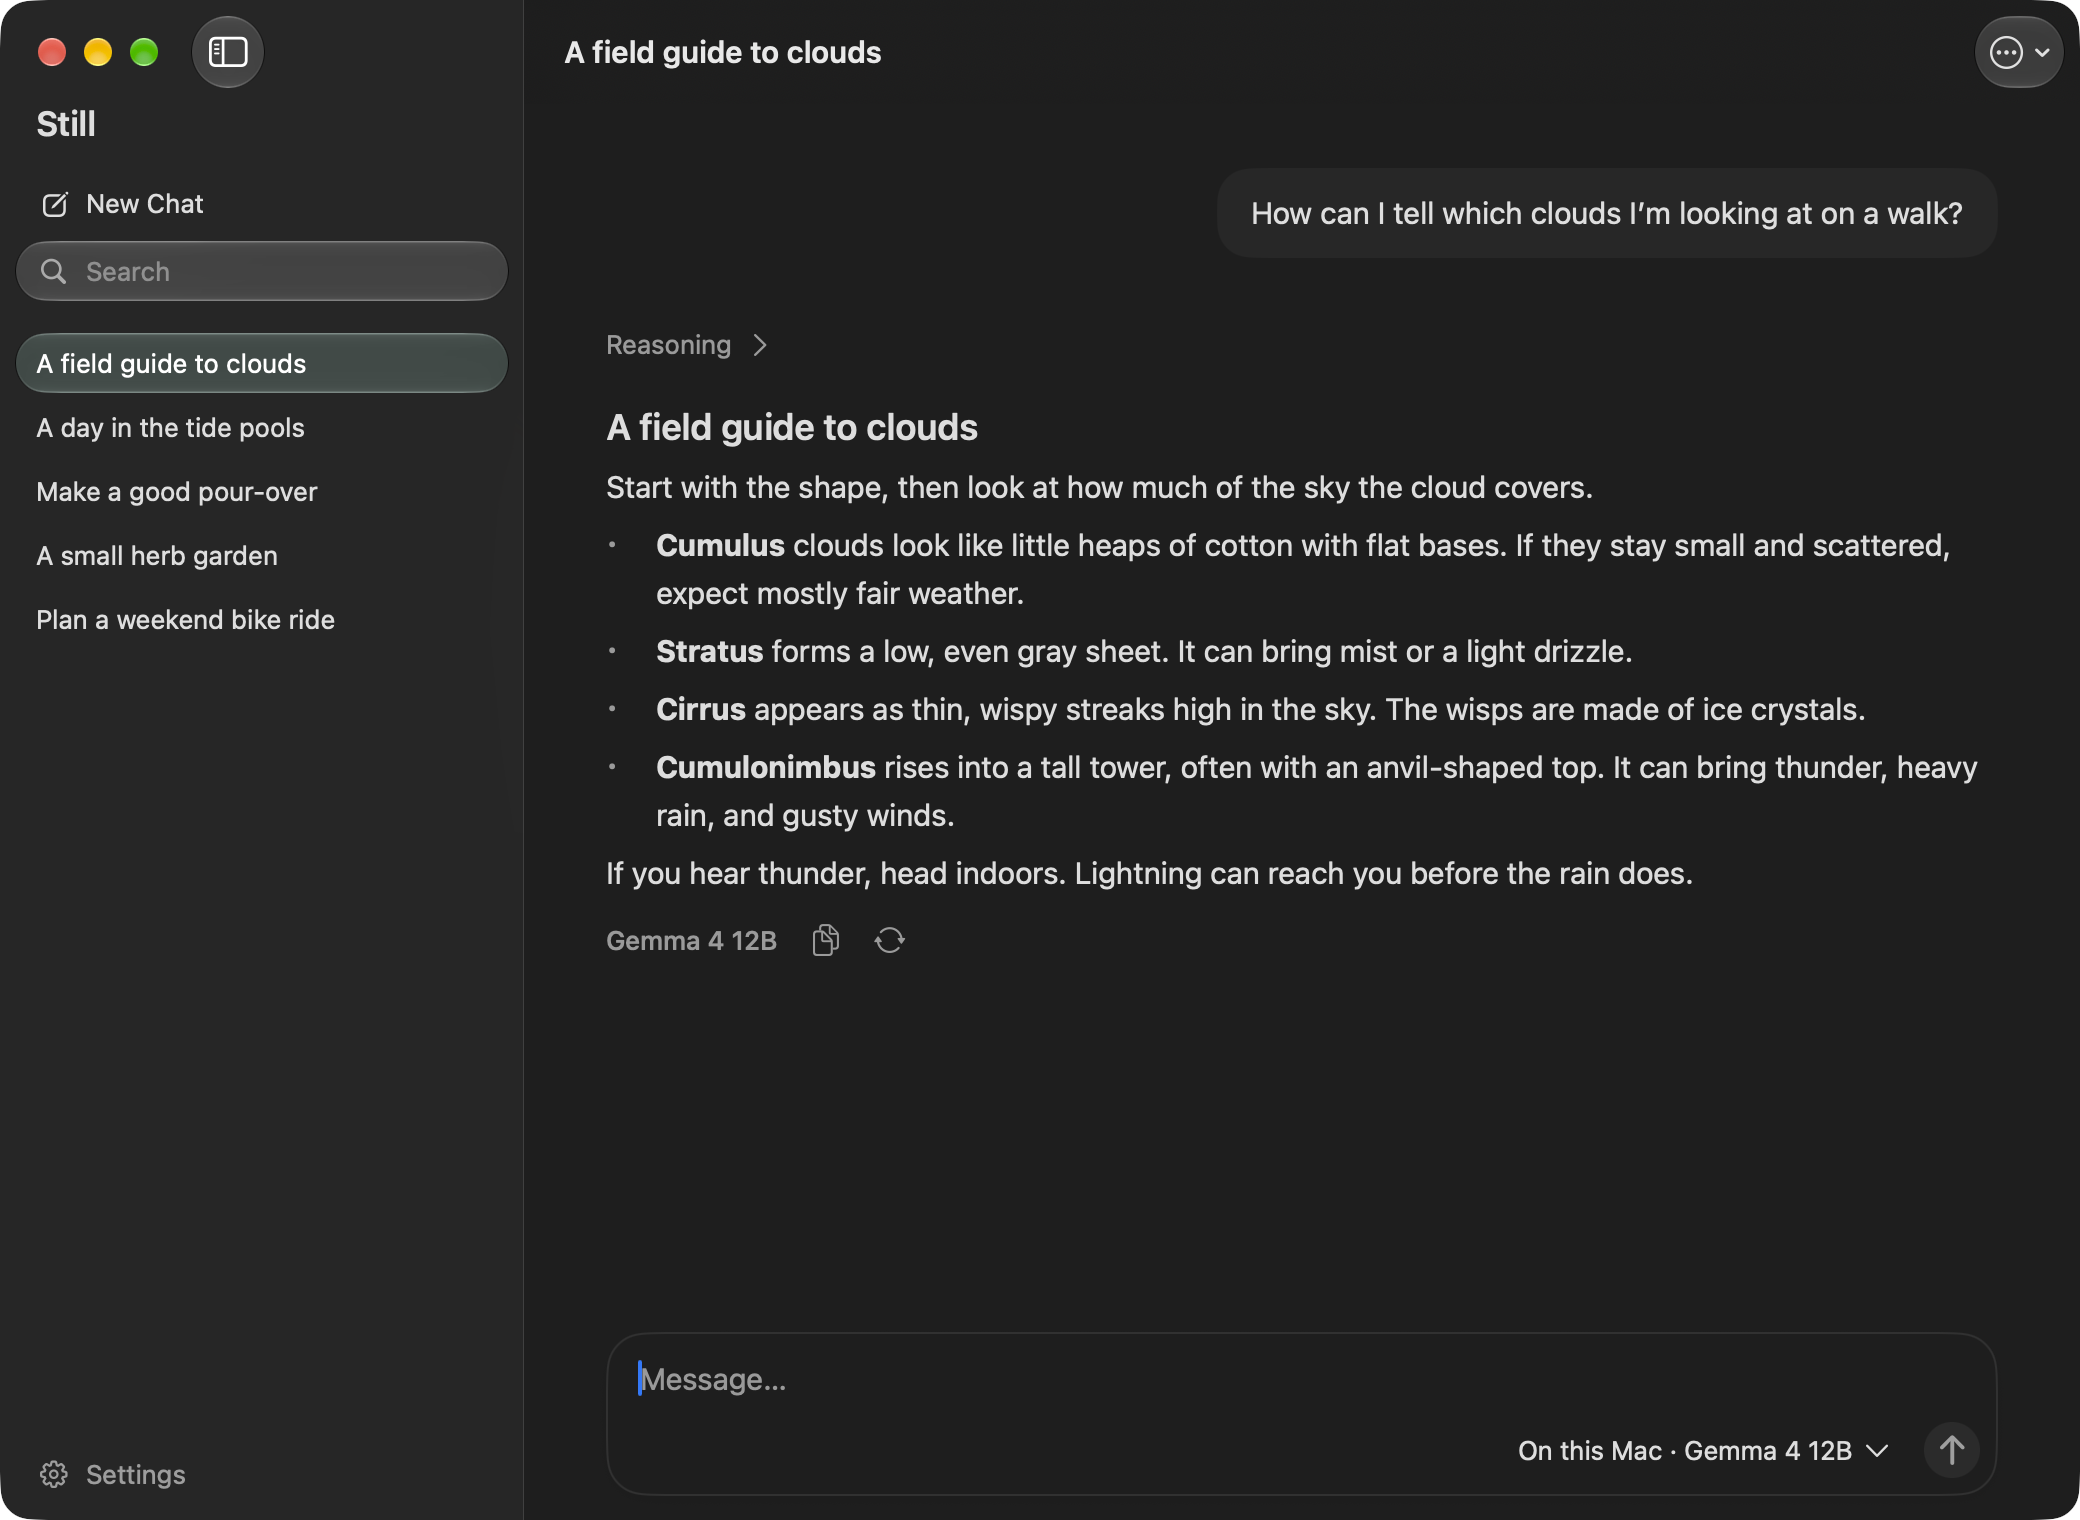 Still
New Chat
Search
A field guide to clouds
A day in the tide pools
Make a good pour-over
A small herb garden
Plan a weekend bike ride
Settings
A field guide to clouds
How can I tell which clouds I’m looking at on a walk?
Reasoning
A field guide to clouds
Start with the shape, then look at how much of the sky the cloud covers.
• Cumulus clouds look like little heaps of cotton with flat bases. If they stay small and scattered,
expect mostly fair weather.
• Stratus forms a low, even gray sheet. It can bring mist or a light drizzle.
• Cirrus appears as thin, wispy streaks high in the sky. The wisps are made of ice crystals.
• Cumulonimbus rises into a tall tower, often with an anvil-shaped top. It can bring thunder, heavy
rain, and gusty winds.
If you hear thunder, head indoors. Lightning can reach you before the rain does.
Gemma 4 12B
Message...
On this Mac · Gemma 4 12B